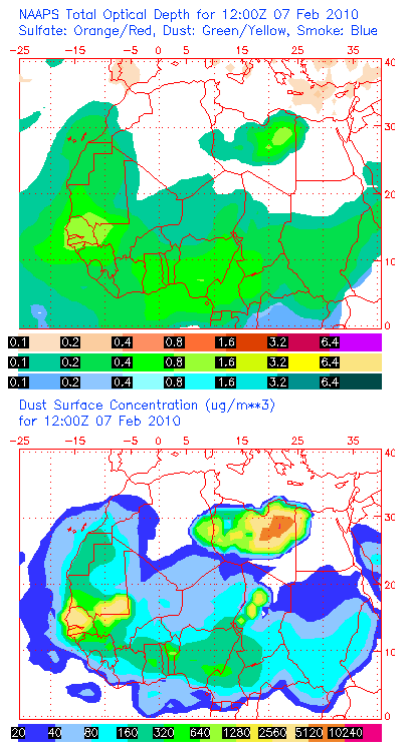 NAAPS Total Optical Depth for 12:00Z 07 Feb 2010
Sulfate: Orange/Red, Dust: Green/Yellow, Smoke: Blue
-25 -15 -5 5 15 25 35
40
30
20
10
0
0.1 0.2 0.4 0.8 1.6 3.2 6.4
0.1 0.2 0.4 0.8 1.6 3.2 6.4
0.1 0.2 0.4 0.8 1.6 3.2 6.4
Dust Surface Concentration (ug/m**3)
for 12:00Z 07 Feb 2010
-25 -15 -5 5 15 25 35
40
30
20
10
0
20 40 80 160 320 640 1280 2560 5120 10240